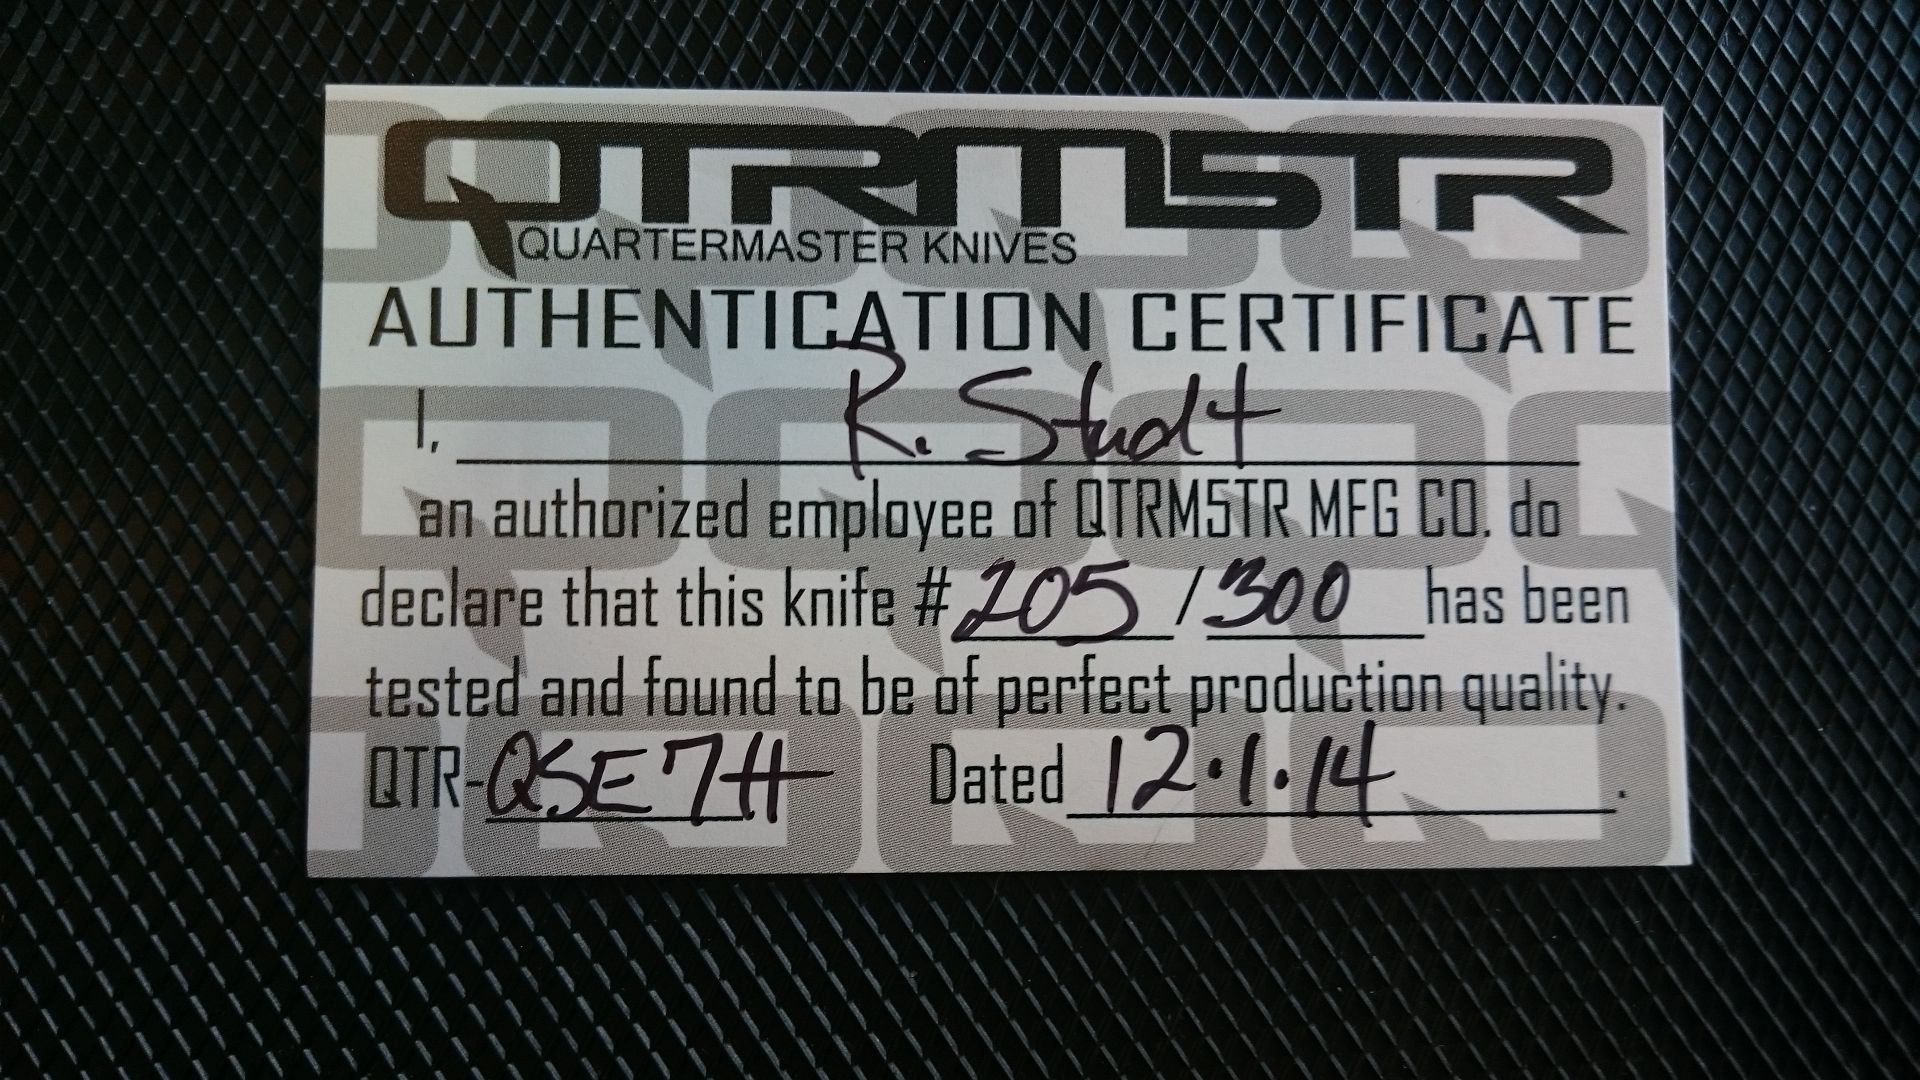 QTRMSTR
QUARTERMASTER KNIVES
AUTHENTICATION CERTIFICATE
I, R. Studt
an authorized employee of QTRMSTR MFG CO. do
declare that this knife # 205 / 300 has been
tested and found to be of perfect production quality.
QTR-QSE7H Dated 12.1.14.